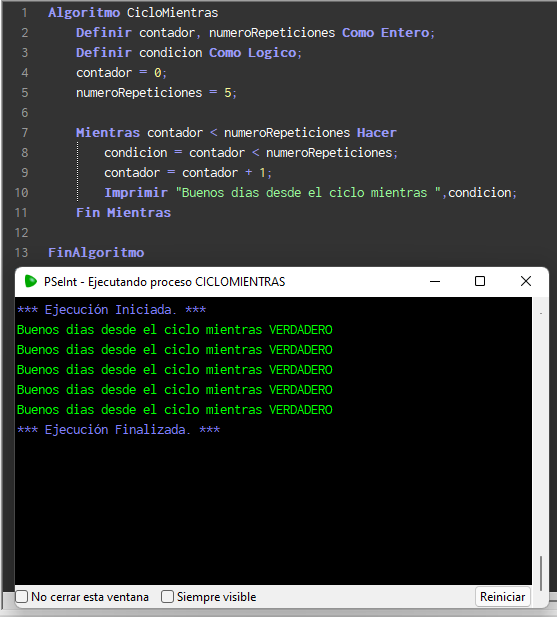 1 Algoritmo CicloMientras
2 Definir contador, numeroRepeticiones Como Entero;
3 Definir condicion Como Logico;
4 contador = 0;
5 numeroRepeticiones = 5;
6
7 Mientras contador < numeroRepeticiones Hacer
8 condicion = contador < numeroRepeticiones;
9 contador = contador + 1;
10 Imprimir "Buenos dias desde el ciclo mientras ",condicion;
11 Fin Mientras
12
13 FinAlgoritmo
PSeInt - Ejecutando proceso CICLOMIENTRAS
*** Ejecución Iniciada. ***
Buenos dias desde el ciclo mientras VERDADERO
Buenos dias desde el ciclo mientras VERDADERO
Buenos dias desde el ciclo mientras VERDADERO
Buenos dias desde el ciclo mientras VERDADERO
Buenos dias desde el ciclo mientras VERDADERO
*** Ejecución Finalizada. ***
No cerrar esta ventana Siempre visible Reiniciar